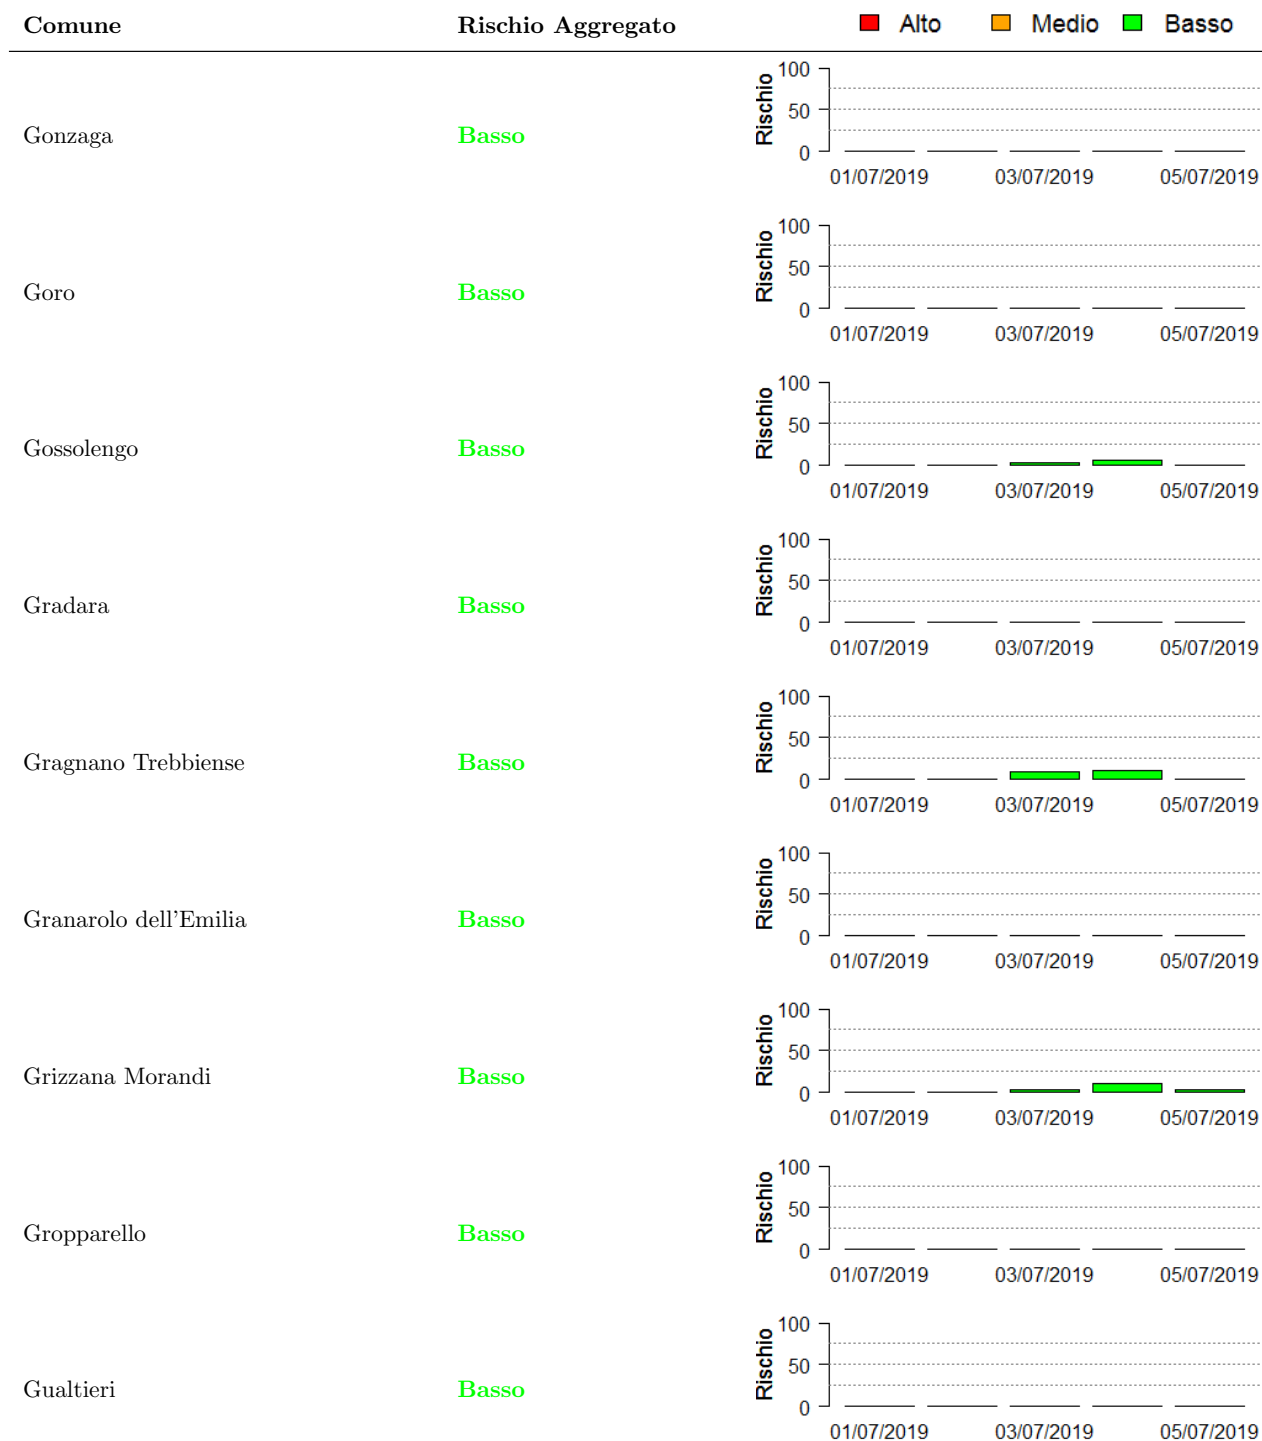 Comune Rischio Aggregato Alto Medio Basso
100
50
0
Rischio
Gonzaga Basso
01/07/2019 03/07/2019 05/07/2019
100
50
0
Rischio
Goro Basso
01/07/2019 03/07/2019 05/07/2019
100
50
0
Rischio
Gossolengo Basso
01/07/2019 03/07/2019 05/07/2019
100
50
0
Rischio
Gradara Basso
01/07/2019 03/07/2019 05/07/2019
100
50
0
Rischio
Gragnano Trebbiense Basso
01/07/2019 03/07/2019 05/07/2019
100
50
0
Rischio
Granarolo dell'Emilia Basso
01/07/2019 03/07/2019 05/07/2019
100
50
0
Rischio
Grizzana Morandi Basso
01/07/2019 03/07/2019 05/07/2019
100
50
0
Rischio
Gropparello Basso
01/07/2019 03/07/2019 05/07/2019
100
50
0
Rischio
Gualtieri Basso
01/07/2019 03/07/2019 05/07/2019